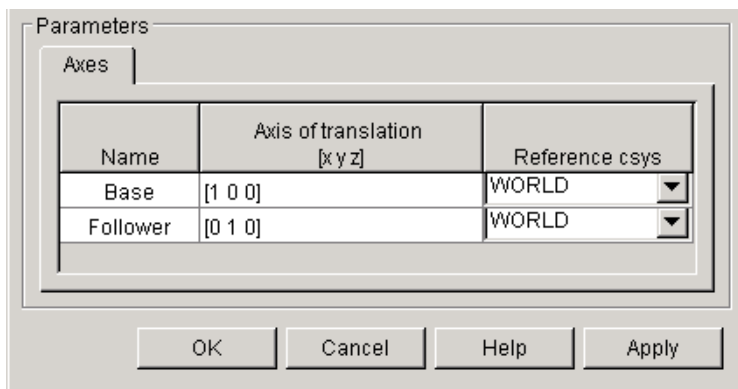 Parameters
Axes
Name
Axis of translation
[x y z]
Reference csys
Base [1 0 0] WORLD
Follower [0 1 0] WORLD
OK Cancel Help Apply